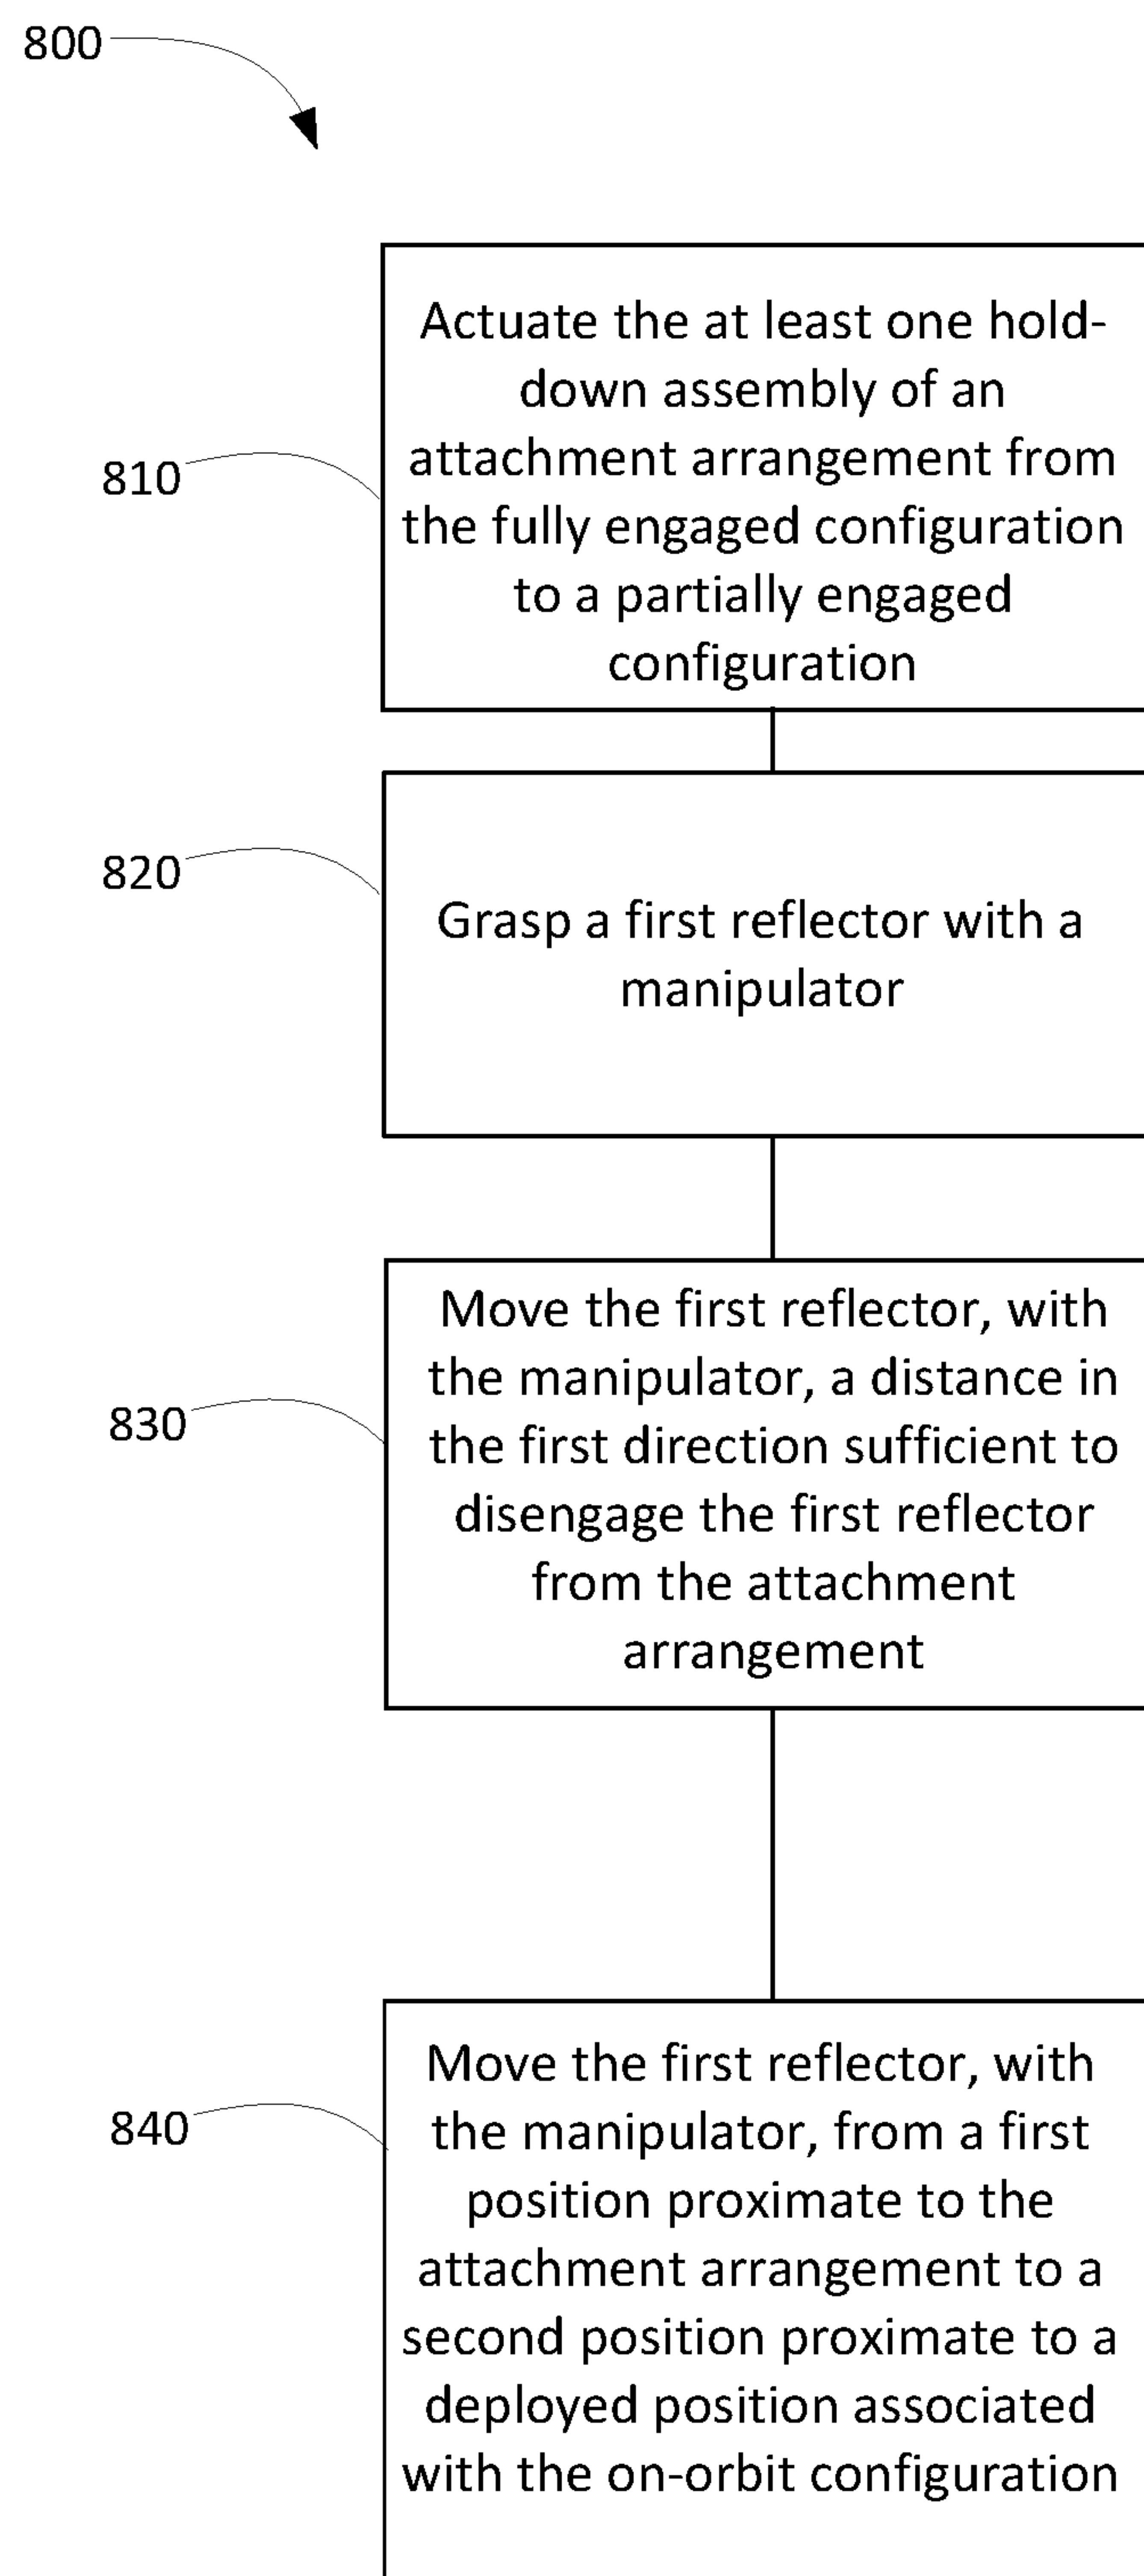 800
810
Actuate the at least one hold-
down assembly of an
attachment arrangement from
the fully engaged configuration
to a partially engaged
configuration
820
Grasp a first reflector with a
manipulator
830
Move the first reflector, with
the manipulator, a distance in
the first direction sufficient to
disengage the first reflector
from the attachment
arrangement
840
Move the first reflector, with
the manipulator, from a first
position proximate to the
attachment arrangement to a
second position proximate to a
deployed position associated
with the on-orbit configuration